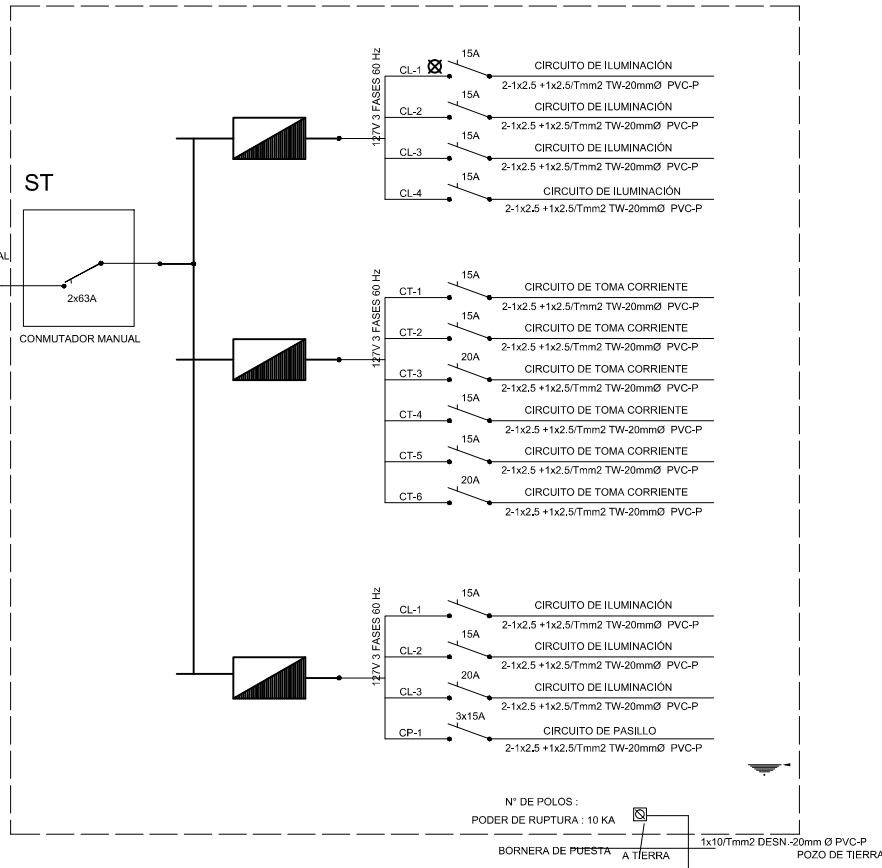 127V 3 FASES 60 Hz
CL-1
15A
CIRCUITO DE ILUMINACIÓN
2-1x2.5 +1x2.5/Tmm2 TW-20mmØ PVC-P
CL-2
15A
CIRCUITO DE ILUMINACIÓN
2-1x2.5 +1x2.5/Tmm2 TW-20mmØ PVC-P
CL-3
15A
CIRCUITO DE ILUMINACIÓN
2-1x2.5 +1x2.5/Tmm2 TW-20mmØ PVC-P
CL-4
15A
CIRCUITO DE ILUMINACIÓN
2-1x2.5 +1x2.5/Tmm2 TW-20mmØ PVC-P
ST
AL
2x63A
CONMUTADOR MANUAL
127V 3 FASES 60 Hz
CT-1
15A
CIRCUITO DE TOMA CORRIENTE
2-1x2.5 +1x2.5/Tmm2 TW-20mmØ PVC-P
CT-2
15A
CIRCUITO DE TOMA CORRIENTE
2-1x2.5 +1x2.5/Tmm2 TW-20mmØ PVC-P
CT-3
20A
CIRCUITO DE TOMA CORRIENTE
2-1x2.5 +1x2.5/Tmm2 TW-20mmØ PVC-P
CT-4
15A
CIRCUITO DE TOMA CORRIENTE
2-1x2.5 +1x2.5/Tmm2 TW-20mmØ PVC-P
CT-5
15A
CIRCUITO DE TOMA CORRIENTE
2-1x2.5 +1x2.5/Tmm2 TW-20mmØ PVC-P
CT-6
20A
CIRCUITO DE TOMA CORRIENTE
2-1x2.5 +1x2.5/Tmm2 TW-20mmØ PVC-P
127V 3 FASES 60 Hz
CL-1
15A
CIRCUITO DE ILUMINACIÓN
2-1x2.5 +1x2.5/Tmm2 TW-20mmØ PVC-P
CL-2
15A
CIRCUITO DE ILUMINACIÓN
2-1x2.5 +1x2.5/Tmm2 TW-20mmØ PVC-P
CL-3
20A
CIRCUITO DE ILUMINACIÓN
2-1x2.5 +1x2.5/Tmm2 TW-20mmØ PVC-P
CP-1
3x15A
CIRCUITO DE PASILLO
2-1x2.5 +1x2.5/Tmm2 TW-20mmØ PVC-P
N° DE POLOS :
PODER DE RUPTURA : 10 KA
BORNERA DE PUESTA A TIERRA
1x10/Tmm2 DESN.-20mm Ø PVC-P
POZO DE TIERRA